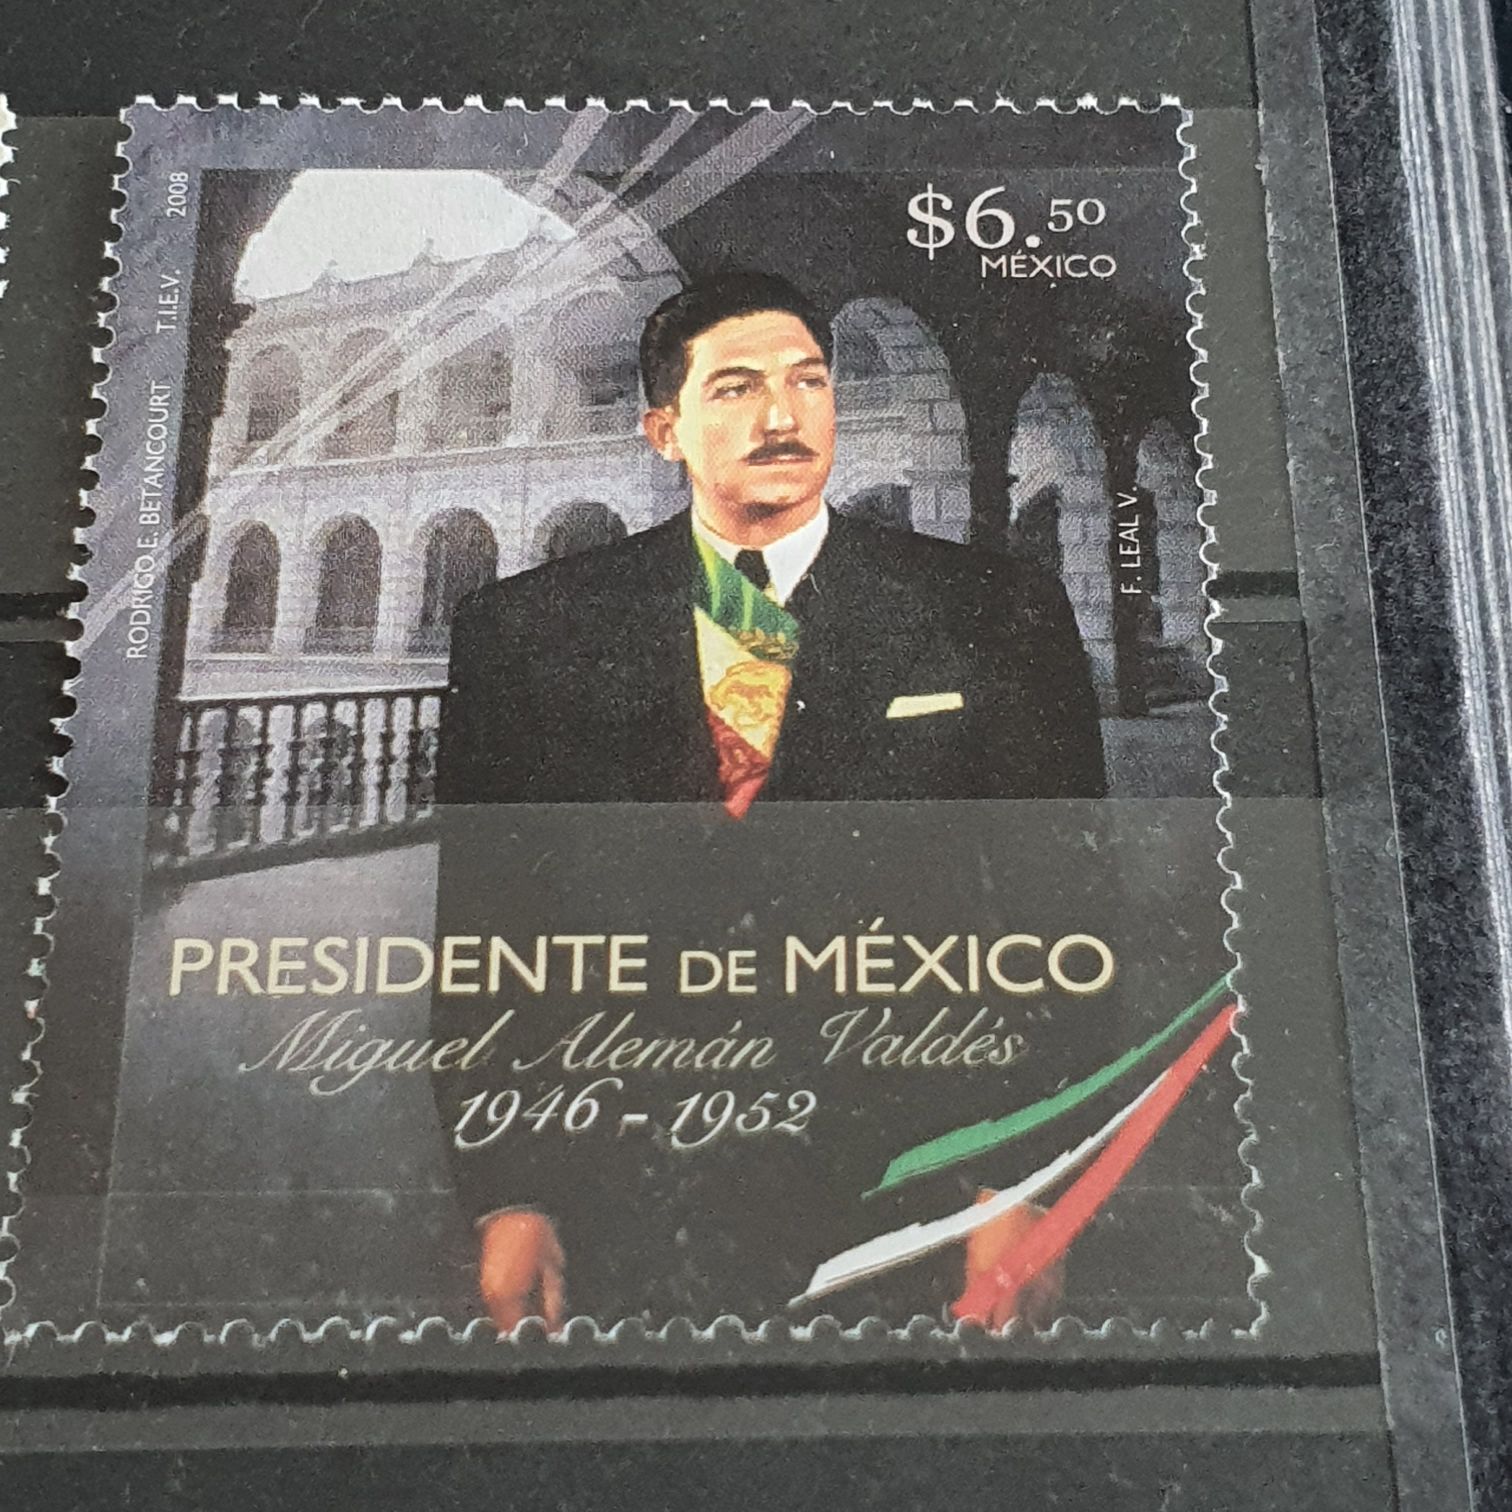 $6.50
MÉXICO
RODRIGO E. BETANCOURT T.I.E.V. 2008
F. LEAL V.
PRESIDENTE DE MÉXICO
Miguel Alemán Valdés
1946 - 1952